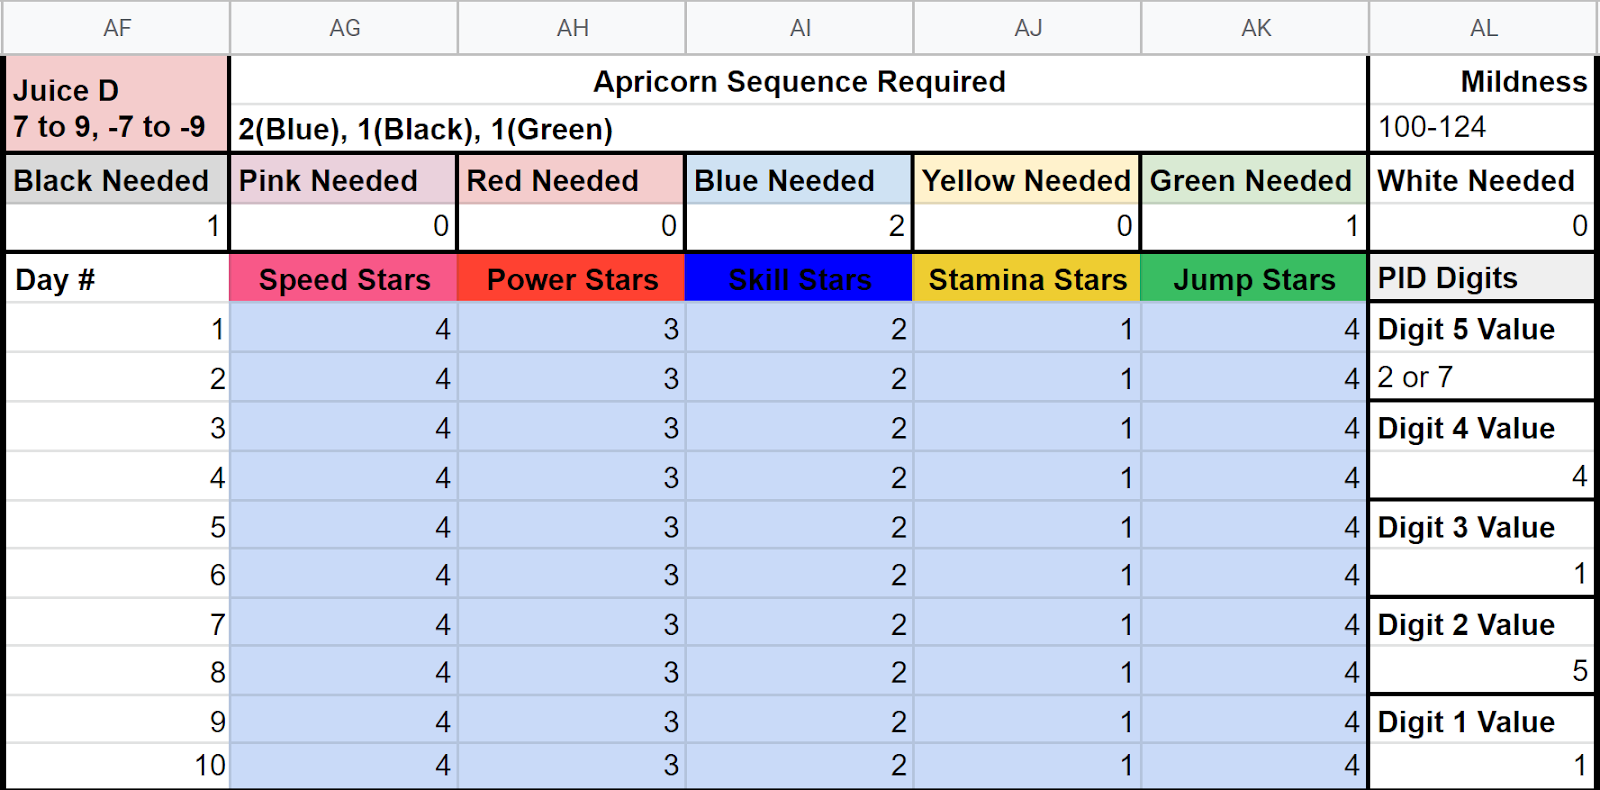 AF AG AH AI AJ AK AL
Juice D
7 to 9, -7 to -9
Apricorn Sequence Required
Mildness
2(Blue), 1(Black), 1(Green)
100-124
Black Needed Pink Needed Red Needed Blue Needed Yellow Needed Green Needed White Needed
1 0 0 2 0 1 0
Day # Speed Stars Power Stars Skill Stars Stamina Stars Jump Stars PID Digits
1 4 3 2 1 4 Digit 5 Value
2 4 3 2 1 4 2 or 7
3 4 3 2 1 4 Digit 4 Value
4 4 3 2 1 4 4
5 4 3 2 1 4 Digit 3 Value
6 4 3 2 1 4 1
7 4 3 2 1 4 Digit 2 Value
8 4 3 2 1 4 5
9 4 3 2 1 4 Digit 1 Value
10 4 3 2 1 4 1